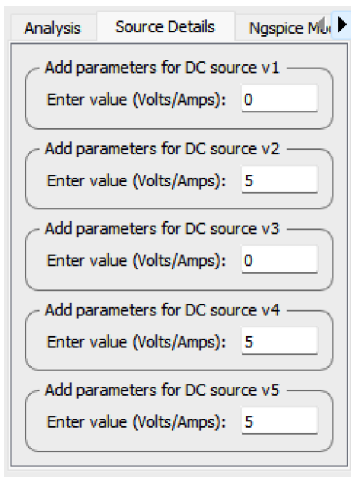 Analysis Source Details Ngspice
Add parameters for DC source v1
Enter value (Volts/Amps): 0
Add parameters for DC source v2
Enter value (Volts/Amps): 5
Add parameters for DC source v3
Enter value (Volts/Amps): 0
Add parameters for DC source v4
Enter value (Volts/Amps): 5
Add parameters for DC source v5
Enter value (Volts/Amps): 5